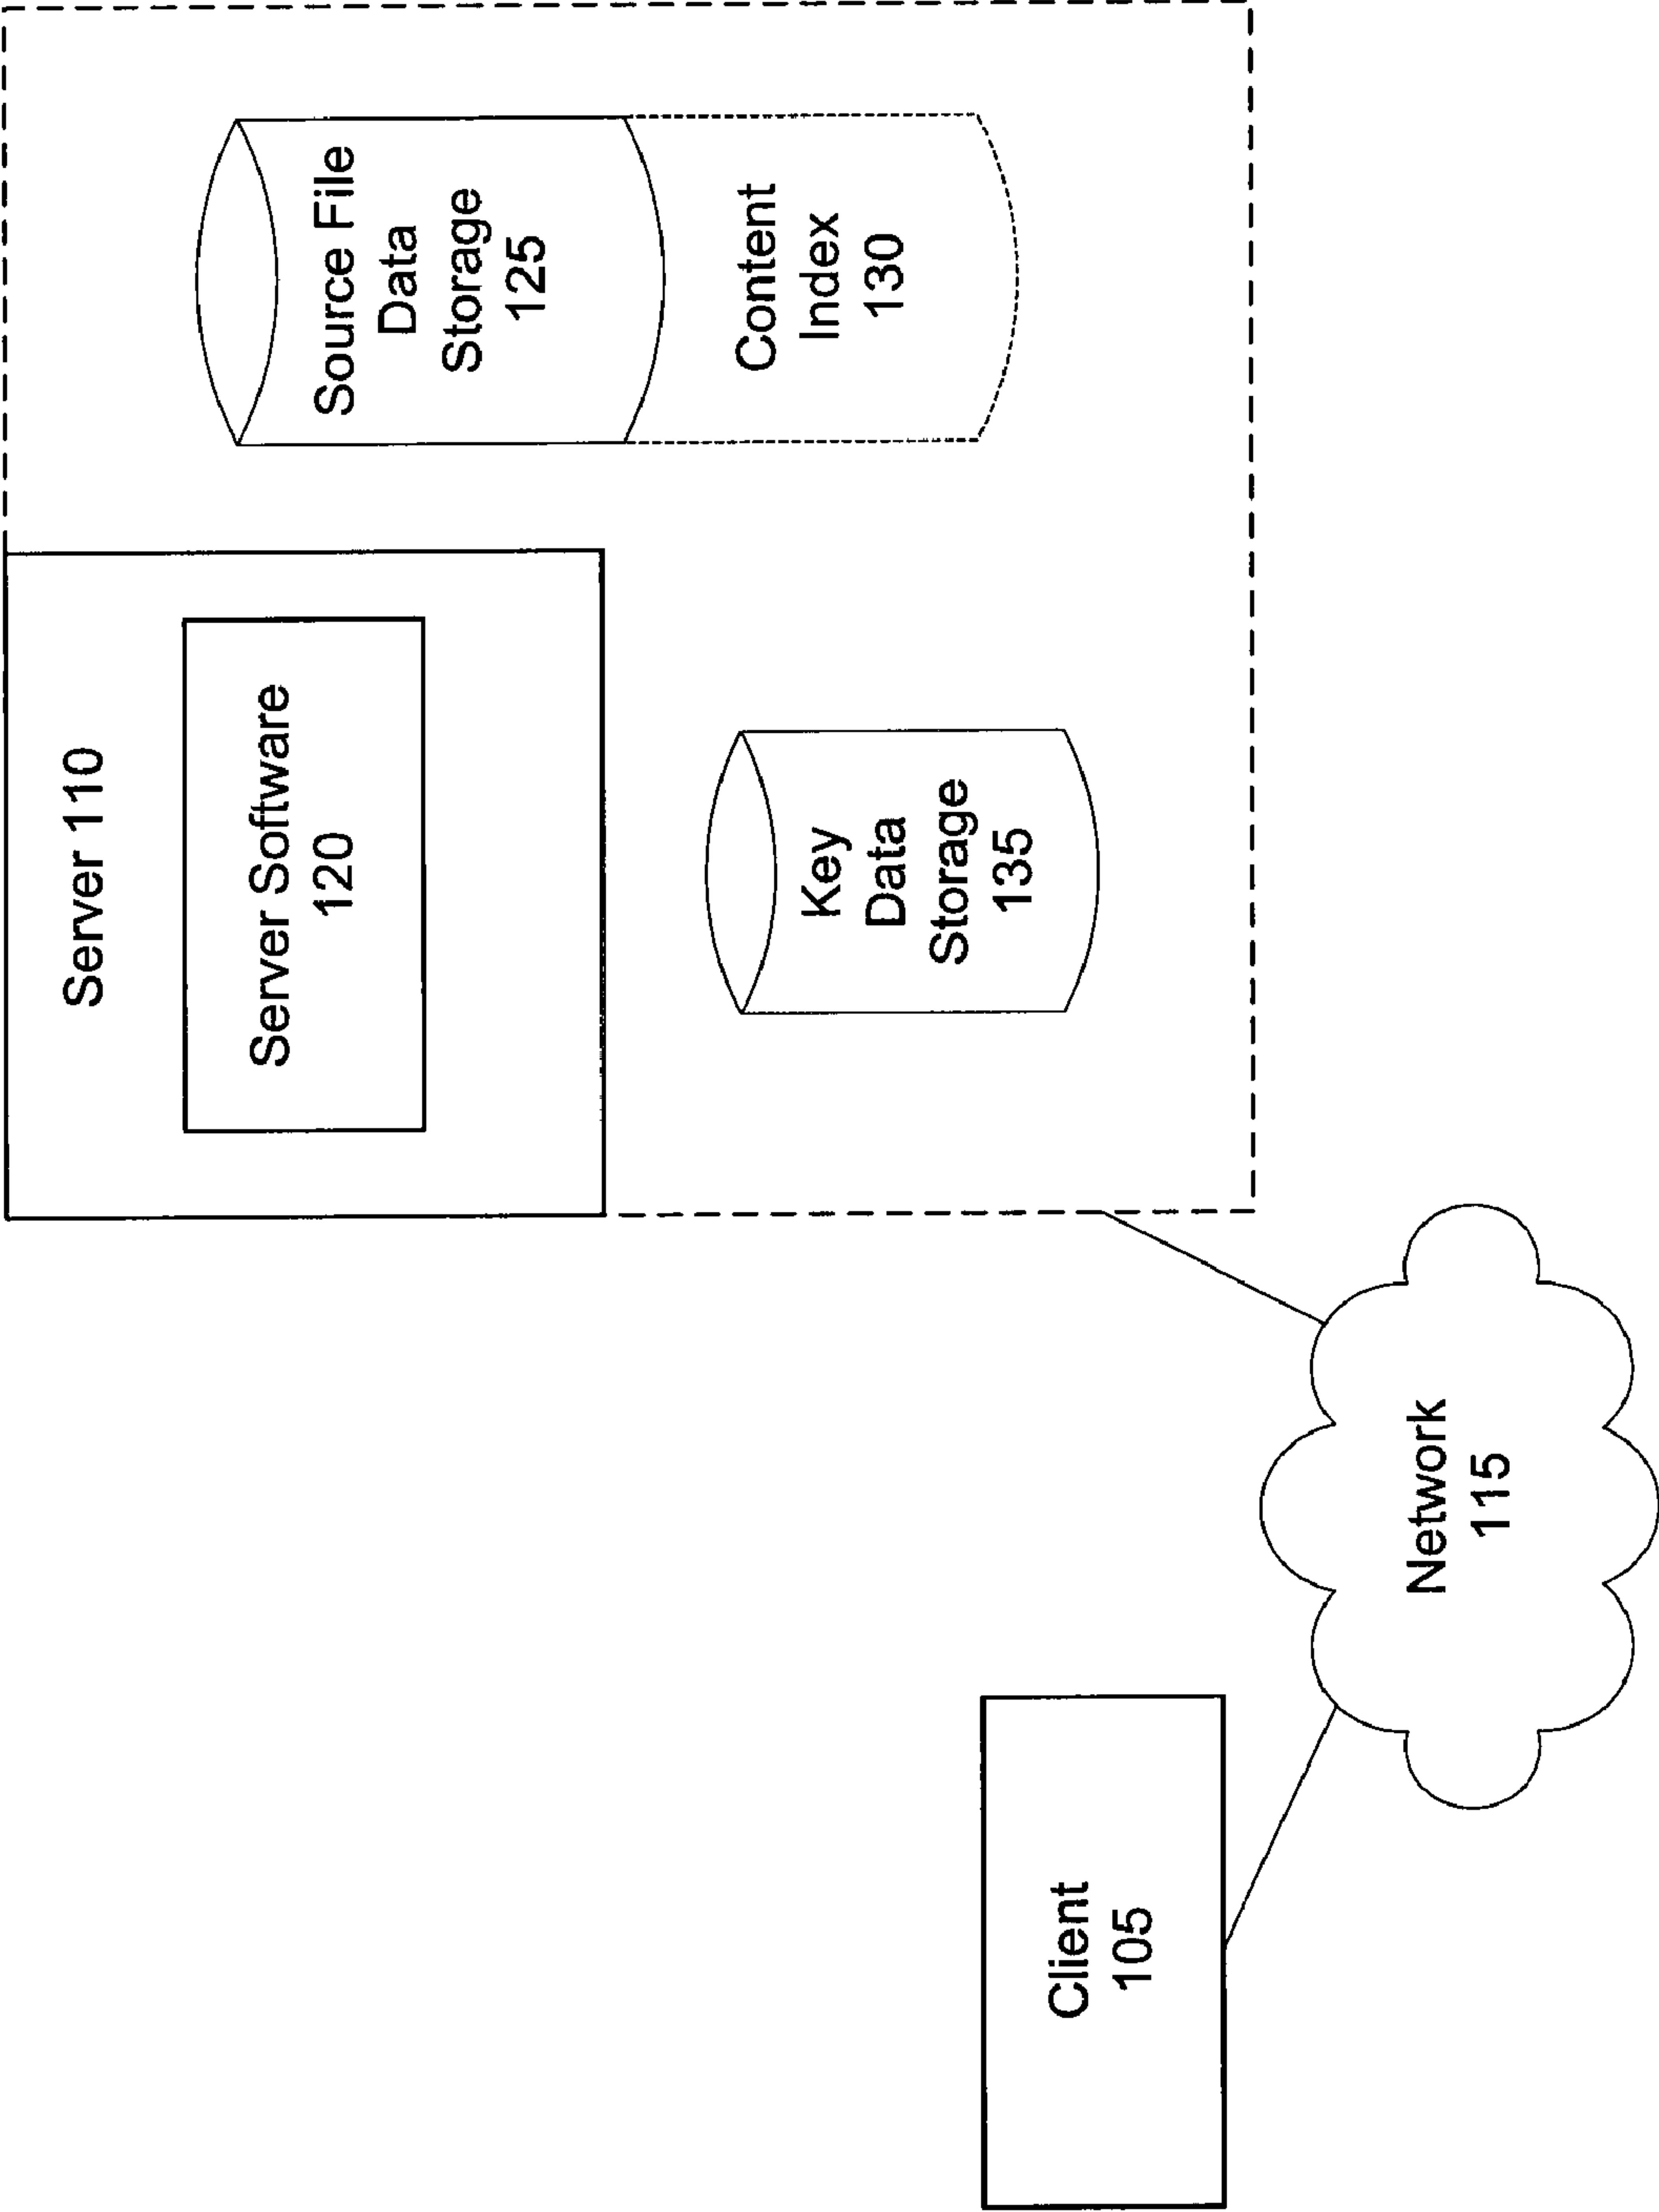 Server 110
Server Software
120
Source File
Data
Storage
125
Content
Index
130
Key
Data
Storage
135
Client
105
Network
115